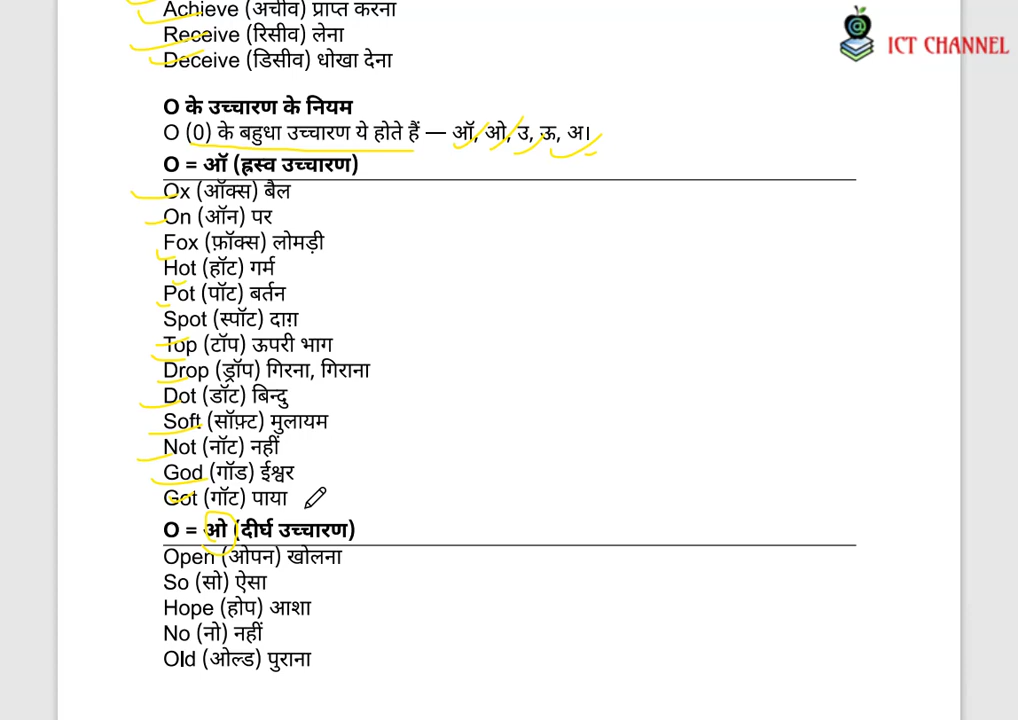 Achieve (अचीव) प्राप्त करना
Receive (रिसीव) लेना
Deceive (डिसीव) धोखा देना
ICT CHANNEL
O के उच्चारण के नियम
O (0) के बहुधा उच्चारण ये होते हैं — ऑ, ओ, उ, ऊ, अ।
O = ऑ (ह्रस्व उच्चारण)
Ox (ऑक्स) बैल
On (ऑन) पर
Fox (फ़ॉक्स) लोमड़ी
Hot (हॉट) गर्म
Pot (पॉट) बर्तन
Spot (स्पॉट) दाग़
Top (टॉप) ऊपरी भाग
Drop (ड्रॉप) गिरना, गिराना
Dot (डॉट) बिन्दु
Soft (सॉफ़्ट) मुलायम
Not (नॉट) नहीं
God (गॉड) ईश्वर
Got (गॉट) पाया
O = ओ (दीर्घ उच्चारण)
Open (ओपन) खोलना
So (सो) ऐसा
Hope (होप) आशा
No (नो) नहीं
Old (ओल्ड) पुराना